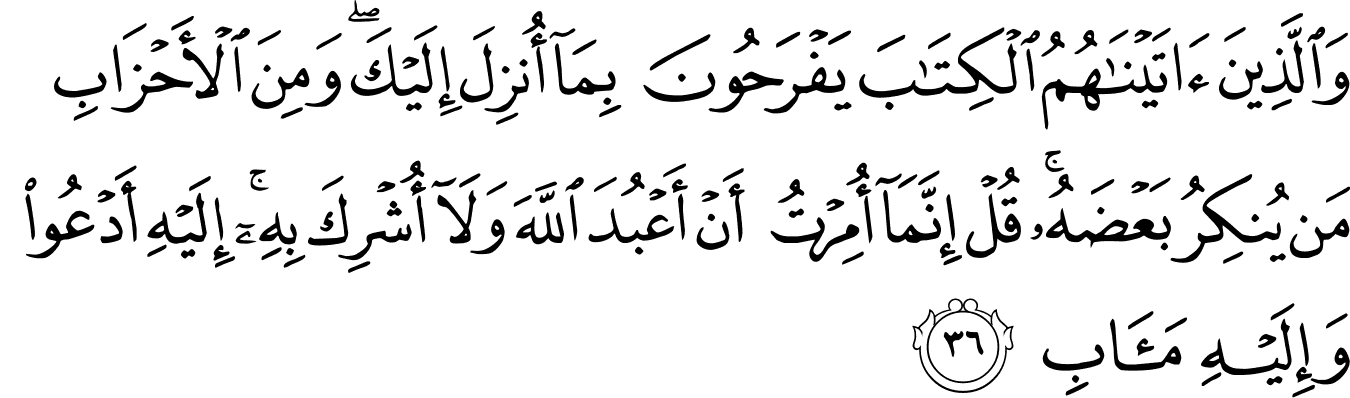 وَٱلَّذِينَ ءَاتَيۡنَٰهُمُ ٱلۡكِتَٰبَ يَفۡرَحُونَ بِمَآ أُنزِلَ إِلَيۡكَۖ وَمِنَ ٱلۡأَحۡزَابِ
مَن يُنكِرُ بَعۡضَهُۥۚ قُلۡ إِنَّمَآ أُمِرۡتُ أَنۡ أَعۡبُدَ ٱللَّهَ وَلَآ أُشۡرِكَ بِهِۦٓۚ إِلَيۡهِ أَدۡعُواْ
وَإِلَيۡهِ مَـَٔابِ ٣٦